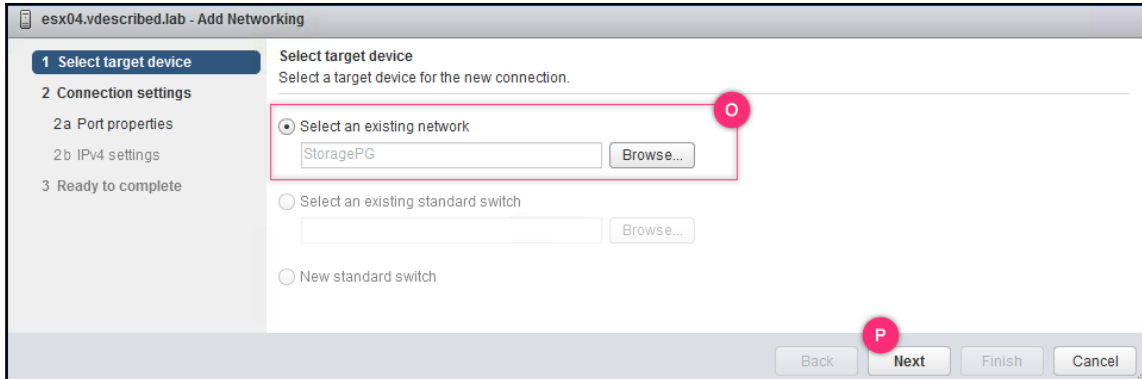 esx04.vdescribed.lab - Add Networking
1 Select target device
2 Connection settings
2a Port properties
2b IPv4 settings
3 Ready to complete
Select target device
Select a target device for the new connection.
O
Select an existing network
StoragePG
Browse...
Select an existing standard switch
Browse...
New standard switch
P
Back
Next
Finish
Cancel